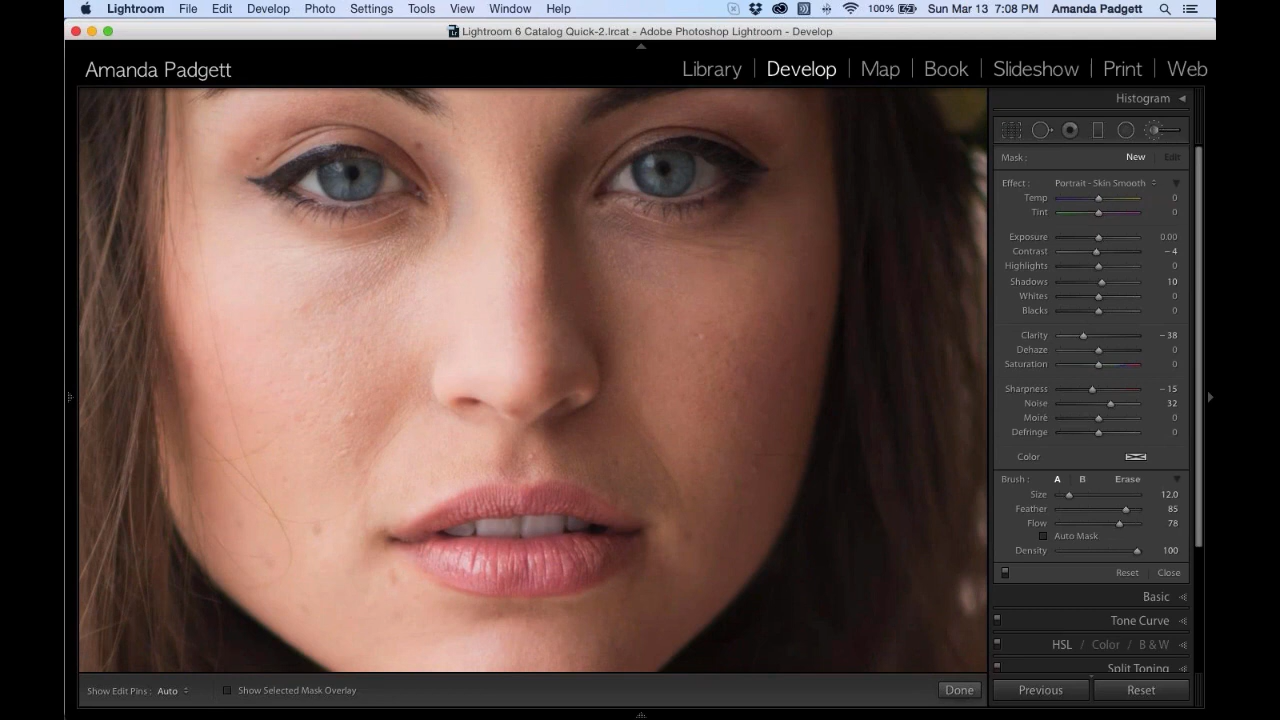 Lightroom File Edit Develop Photo Settings Tools View Window Help 100% Sun Mar 13 7:08 PM Amanda Padgett
Lightroom 6 Catalog Quick-2.lrcat - Adobe Photoshop Lightroom - Develop
Amanda Padgett
Library | Develop | Map | Book | Slideshow | Print | Web
Histogram
Mask : New Edit
Effect : Portrait - Skin Smooth
Temp 0
Tint 0
Exposure 0.00
Contrast – 4
Highlights 0
Shadows 10
Whites 0
Blacks 0
Clarity – 38
Dehaze 0
Saturation 0
Sharpness – 15
Noise 32
Moiré 0
Defringe 0
Color
Brush : A B Erase
Size 12.0
Feather 85
Flow 78
Auto Mask
Density 100
Reset Close
Basic
Tone Curve
HSL / Color / B & W
Split Toning
Show Edit Pins : Auto Show Selected Mask Overlay Done
Previous Reset